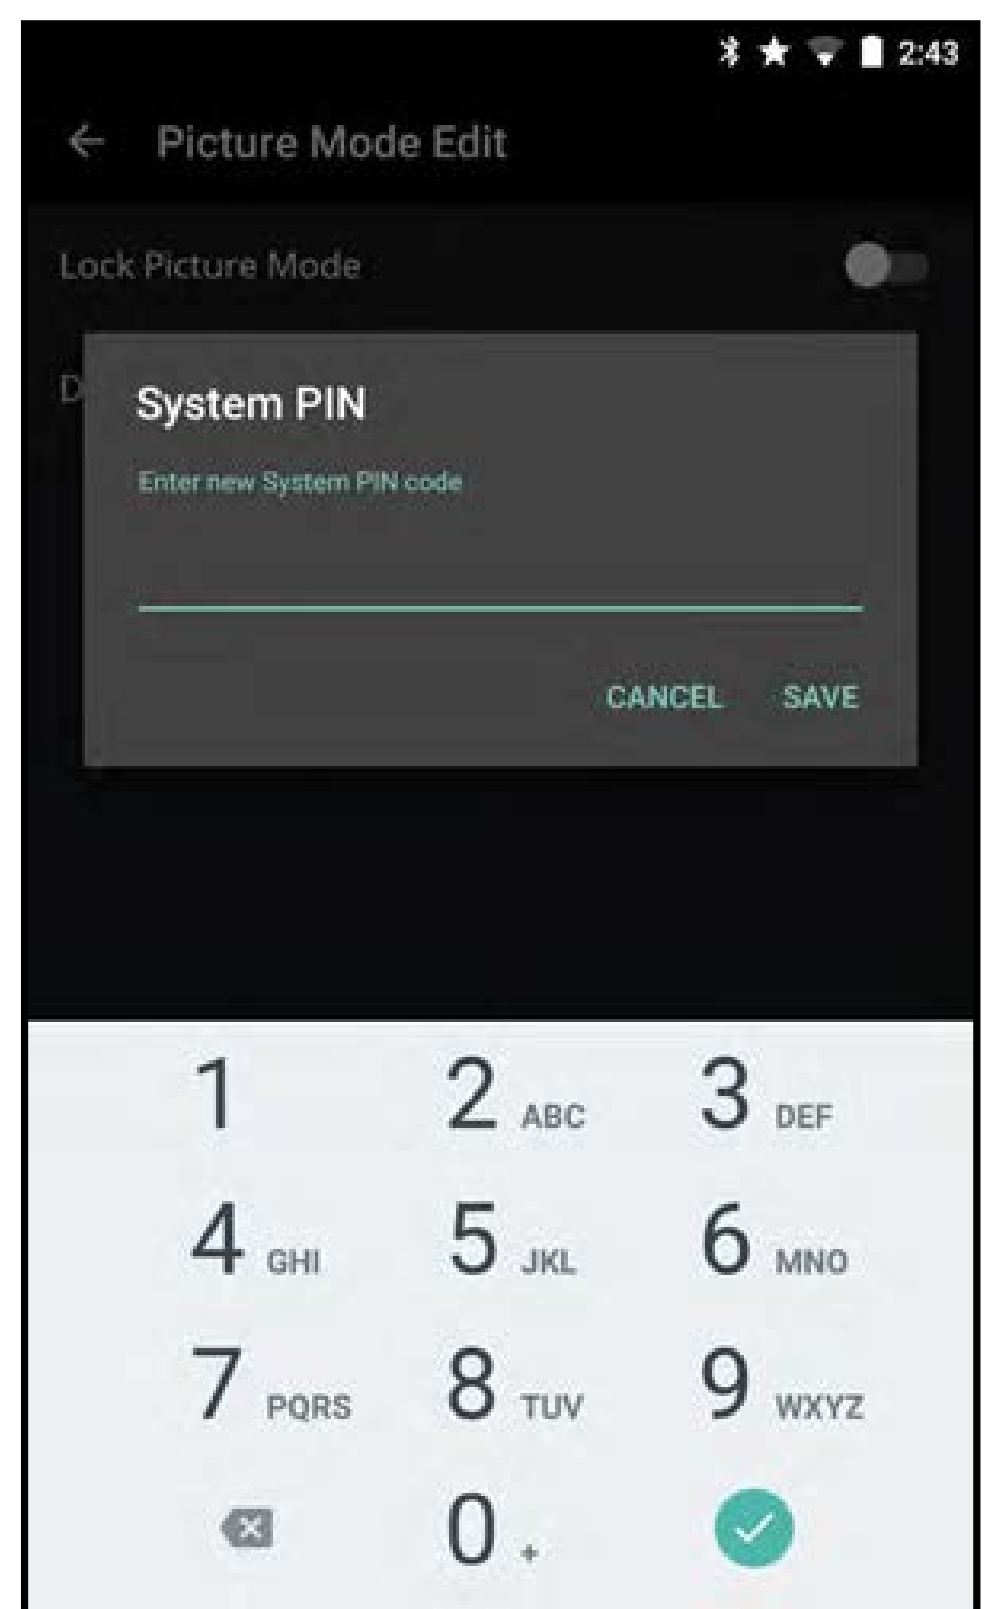 2:43
Picture Mode Edit
Lock Picture Mode
D
System PIN
Enter new System PIN code
CANCEL SAVE
1 2 ABC 3 DEF
4 GHI 5 JKL 6 MNO
7 PQRS 8 TUV 9 WXYZ
0 +